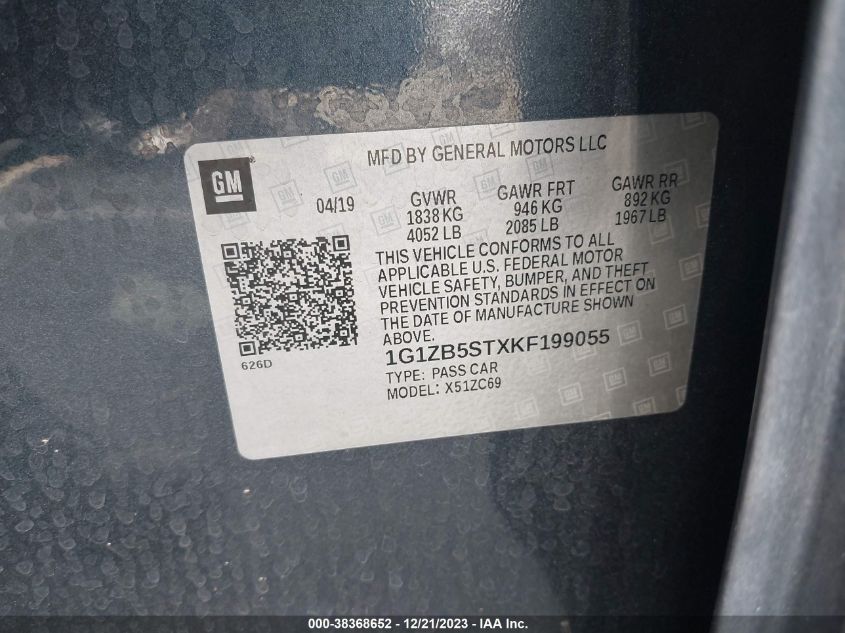 MFD BY GENERAL MOTORS LLC
GM
04/19
GVWR
1838 KG
4052 LB
GAWR FRT
946 KG
2085 LB
GAWR RR
892 KG
1967 LB
THIS VEHICLE CONFORMS TO ALL
APPLICABLE U.S. FEDERAL MOTOR
VEHICLE SAFETY, BUMPER, AND THEFT
PREVENTION STANDARDS IN EFFECT ON
THE DATE OF MANUFACTURE SHOWN
ABOVE.
1G1ZB5STXKF199055
TYPE: PASS CAR
MODEL: X51ZC69
626D
000-38368652 - 12/21/2023 - IAA Inc.